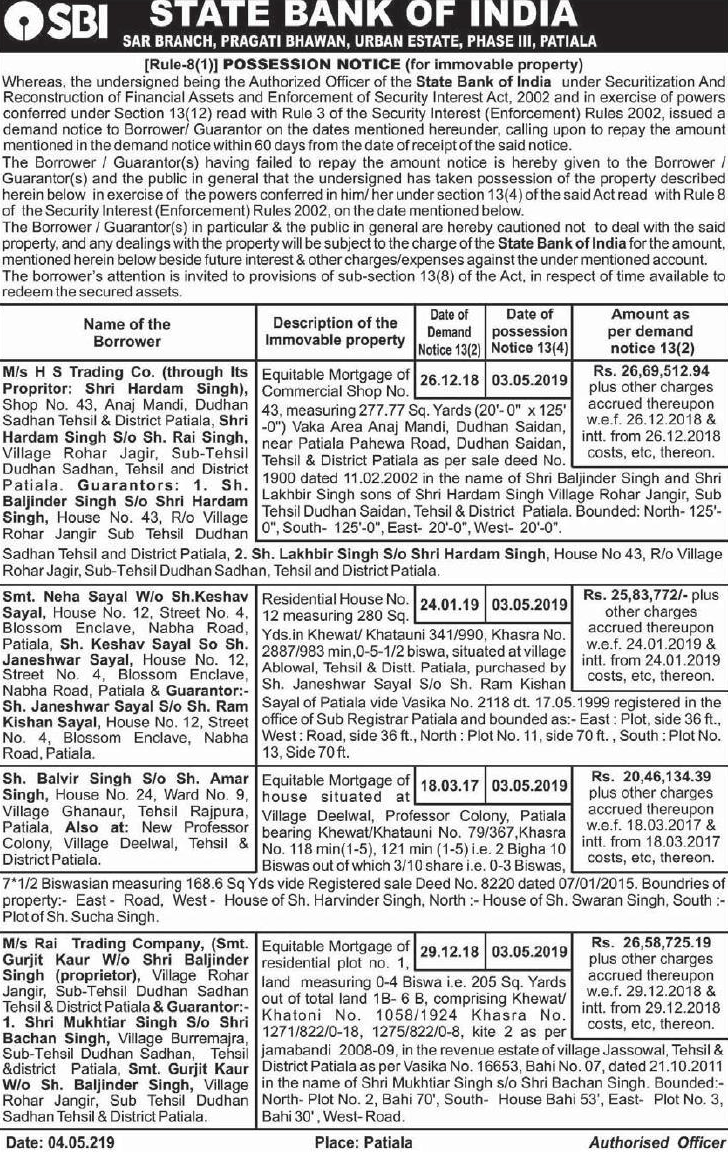 SBI
STATE BANK OF INDIA
SAR BRANCH, PRAGATI BHAWAN, URBAN ESTATE, PHASE III, PATIALA
[Rule-8(1)] POSSESSION NOTICE (for immovable property)
Whereas, the undersigned being the Authorized Officer of the State Bank of India under Securitization And
Reconstruction of Financial Assets and Enforcement of Security Interest Act, 2002 and in exercise of powers
conferred under Section 13(12) read with Rule 3 of the Security Interest (Enforcement) Rules 2002, issued a
demand notice to Borrower/ Guarantor on the dates mentioned hereunder, calling upon to repay the amount
mentioned in the demand notice within 60 days from the date of receipt of the said notice.
The Borrower / Guarantor(s) having failed to repay the amount notice is hereby given to the Borrower /
Guarantor(s) and the public in general that the undersigned has taken possession of the property described
herein below in exercise of the powers conferred in him/ her under section 13(4) of the said Act read with Rule 8
of the Security Interest (Enforcement) Rules 2002, on the date mentioned below.
The Borrower / Guarantor(s) in particular & the public in general are hereby cautioned not to deal with the said
property, and any dealings with the property will be subject to the charge of the State Bank of India for the amount,
mentioned herein below beside future interest & other charges/expenses against the under mentioned account.
The borrower's attention is invited to provisions of sub-section 13(8) of the Act, in respect of time available to
redeem the secured assets.
Name of the
Borrower
Description of the
Immovable property
Date of
Demand
Notice 13(2)
Date of
possession
Notice 13(4)
Amount as
per demand
notice 13(2)
M/s H S Trading Co. (through Its
Propritor: Shri Hardam Singh),
Shop No. 43, Anaj Mandi, Dudhan
Sadhan Tehsil & District Patiala, Shri
Hardam Singh S/o Sh. Rai Singh,
Village Rohar Jagir, Sub-Tehsil
Dudhan Sadhan, Tehsil and District
Patiala. Guarantors: 1. Sh.
Baljinder Singh S/o Shri Hardam
Singh, House No. 43, R/o Village
Rohar Jangir Sub Tehsil Dudhan
Equitable Mortgage of
Commercial Shop No.
26.12.18
03.05.2019
43, measuring 277.77 Sq. Yards (20'- 0" x 125'
-0") Vaka Area Anaj Mandi, Dudhan Saidan,
near Patiala Pahewa Road, Dudhan Saidan,
Tehsil & District Patiala as per sale deed No.
1900 dated 11.02.2002 in the name of Shri Baljinder Singh and Shri
Lakhbir Singh sons of Shri Hardam Singh Village Rohar Jangir, Sub
Tehsil Dudhan Saidan, Tehsil & District Patiala. Bounded: North- 125'-
0", South- 125'-0", East- 20'-0", West- 20'-0".
Rs. 26,69,512.94
plus other charges
accrued thereupon
w.e.f. 26.12.2018 &
intt. from 26.12.2018
costs, etc, thereon.
Sadhan Tehsil and District Patiala, 2. Sh. Lakhbir Singh S/o Shri Hardam Singh, House No 43, R/o Village
Rohar Jagir, Sub-Tehsil Dudhan Sadhan, Tehsil and District Patiala.
Smt. Neha Sayal W/o Sh.Keshav
Sayal, House No. 12, Street No. 4,
Blossom Enclave, Nabha Road,
Patiala, Sh. Keshav Sayal So Sh.
Janeshwar Sayal, House No. 12,
Street No. 4, Blossom Enclave,
Nabha Road, Patiala & Guarantor:-
Sh. Janeshwar Sayal S/o Sh. Ram
Kishan Sayal, House No. 12, Street
No. 4, Blossom Enclave, Nabha
Road, Patiala.
Residential House No.
12 measuring 280 Sq.
24.01.19
03.05.2019
Yds.in Khewat/ Khatauni 341/990, Khasra No.
2887/983 min,0-5-1/2 biswa, situated at village
Ablowal, Tehsil & Distt. Patiala, purchased by
Sh. Janeshwar Sayal S/o Sh. Ram Kishan
Sayal of Patiala vide Vasika No. 2118 dt. 17.05.1999 registered in the
office of Sub Registrar Patiala and bounded as:- East : Plot, side 36 ft.,
West : Road, side 36 ft., North : Plot No. 11, side 70 ft. , South : Plot No.
13, Side 70 ft.
Rs. 25,83,772/- plus
other charges
accrued thereupon
w.e.f. 24.01.2019 &
intt. from 24.01.2019
costs, etc, thereon.
Sh. Balvir Singh S/o Sh. Amar
Singh, House No. 24, Ward No. 9,
Village Ghanaur, Tehsil Rajpura,
Patiala, Also at: New Professor
Colony, Village Deelwal, Tehsil &
District Patiala.
Equitable Mortgage of
house situated at
18.03.17
03.05.2019
Village Deelwal, Professor Colony, Patiala
bearing Khewat/Khatauni No. 79/367,Khasra
No. 118 min(1-5), 121 min (1-5) i.e. 2 Bigha 10
Biswas out of which 3/10 share i.e. 0-3 Biswas,
Rs. 20,46,134.39
plus other charges
accrued thereupon
w.e.f. 18.03.2017 &
intt. from 18.03.2017
costs, etc, thereon.
7*1/2 Biswasian measuring 168.6 Sq Yds vide Registered sale Deed No. 8220 dated 07/01/2015. Boundries of
property:- East - Road, West - House of Sh. Harvinder Singh, North :- House of Sh. Swaran Singh, South :-
Plot of Sh. Sucha Singh.
M/s Rai Trading Company, (Smt.
Gurjit Kaur W/o Shri Baljinder
Singh (proprietor), Village Rohar
Jangir, Sub-Tehsil Dudhan Sadhan
Tehsil & District Patiala & Guarantor:-
1. Shri Mukhtiar Singh S/o Shri
Bachan Singh, Village Burremajra,
Sub-Tehsil Dudhan Sadhan, Tehsil
&district Patiala, Smt. Gurjit Kaur
W/o Sh. Baljinder Singh, Village
Rohar Jangir, Sub Tehsil Dudhan
Sadhan Tehsil & District Patiala.
Equitable Mortgage of
residential plot no. 1,
29.12.18
03.05.2019
land measuring 0-4 Biswa i.e. 205 Sq. Yards
out of total land 1B- 6 B, comprising Khewat/
Khatoni No. 1058/1924 Khasra No.
1271/822/0-18, 1275/822/0-8, kite 2 as per
jamabandi 2008-09, in the revenue estate of village Jassowal, Tehsil &
District Patiala as per Vasika No. 16653, Bahi No. 07, dated 21.10.2011
in the name of Shri Mukhtiar Singh s/o Shri Bachan Singh. Bounded:-
North- Plot No. 2, Bahi 70', South- House Bahi 53', East- Plot No. 3,
Bahi 30', West- Road.
Rs. 26,58,725.19
plus other charges
accrued thereupon
w.e.f. 29.12.2018 &
intt. from 29.12.2018
costs, etc, thereon.
Date: 04.05.219
Place: Patiala
Authorised Officer